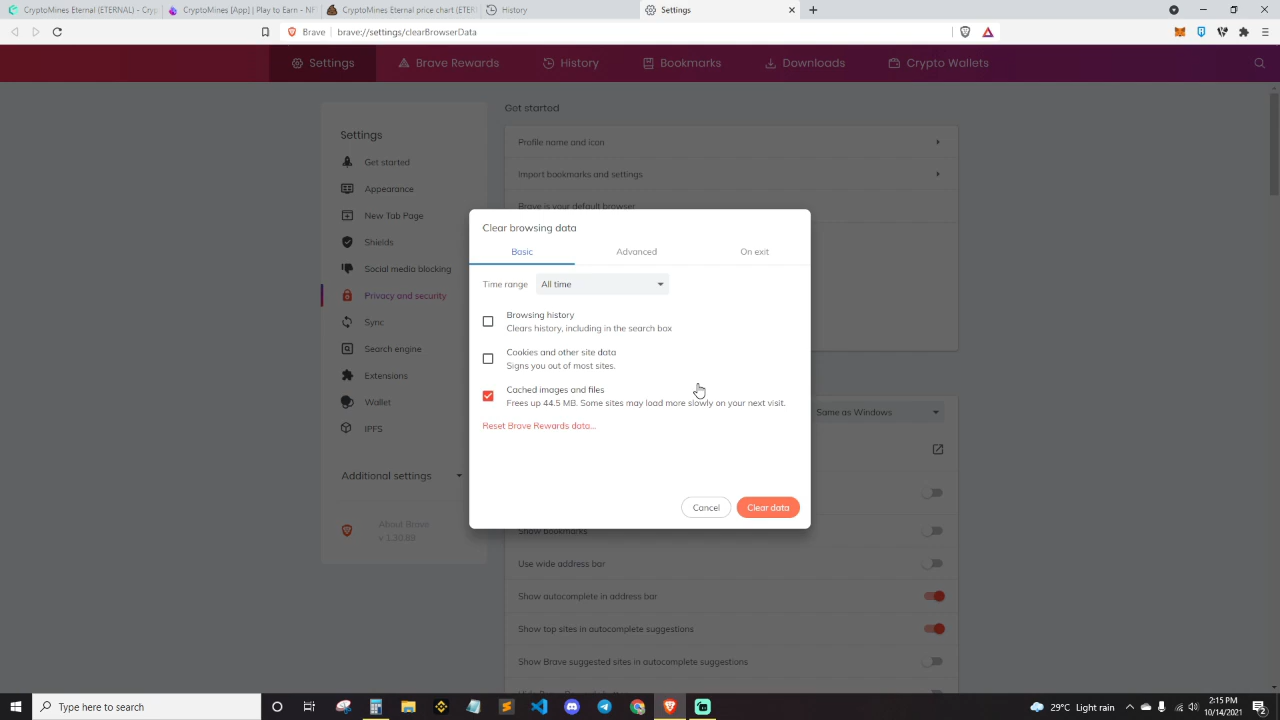 CryptoMines Eternal (ETERNAL) - Cryp
CryptoMines [App] | Play to Earn - NF
CryptoMines Eternal price chart (ETER
History
Settings
Brave
brave://settings/clearBrowserData
Settings
Brave Rewards
History
Bookmarks
Downloads
Crypto Wallets
Settings
Get started
Appearance
New Tab Page
Shields
Social media blocking
Privacy and security
Sync
Search engine
Extensions
Wallet
IPFS
Additional settings
About Brave
v 1.30.89
Get started
Profile name and icon
Import bookmarks and settings
Brave is your default browser
Clear browsing data
Basic
Advanced
On exit
Time range
All time
Browsing history
Clears history, including in the search box
Cookies and other site data
Signs you out of most sites.
Cached images and files
Frees up 44.5 MB. Some sites may load more slowly on your next visit.
Reset Brave Rewards data...
Cancel
Clear data
Same as Windows
Show bookmarks
Use wide address bar
Show autocomplete in address bar
Show top sites in autocomplete suggestions
Show Brave suggested sites in autocomplete suggestions
Type here to search
29°C Light rain
2:15 PM
10/14/2021